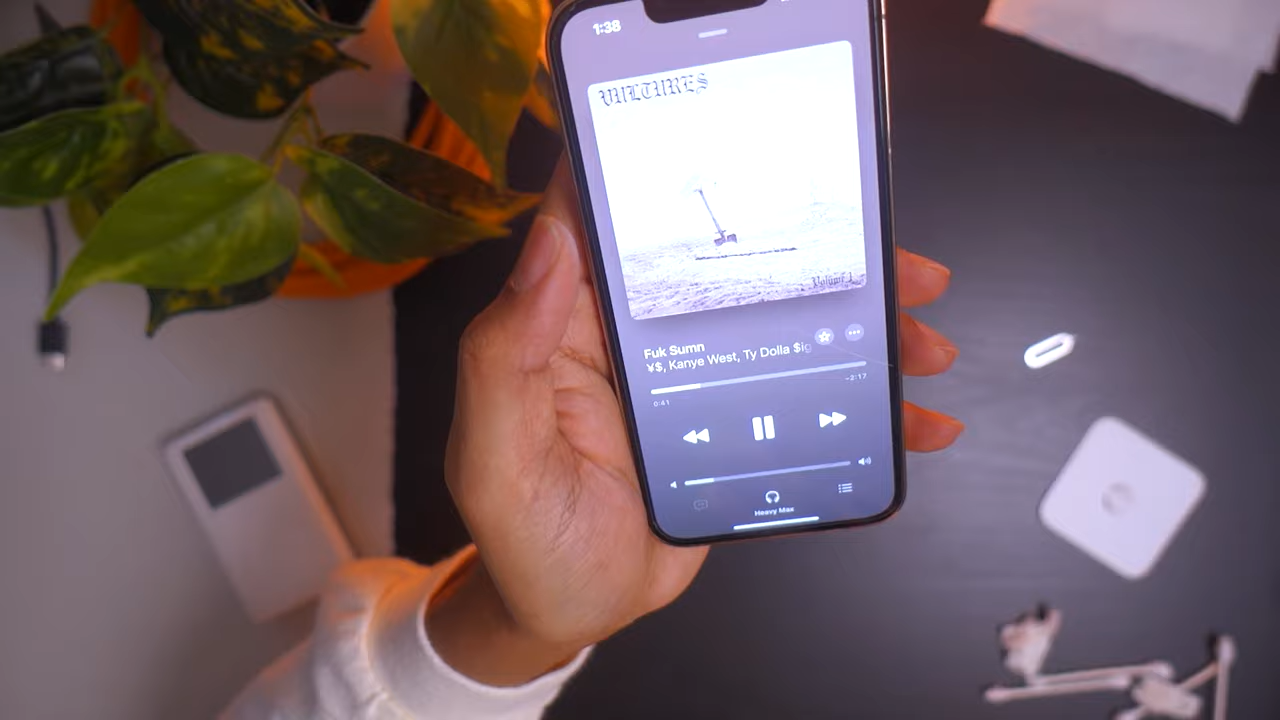 1:38
VULTURES
Volume 1
Fuk Sumn
¥$, Kanye West, Ty Dolla $ig
0:41
-2:17
Heavy Max